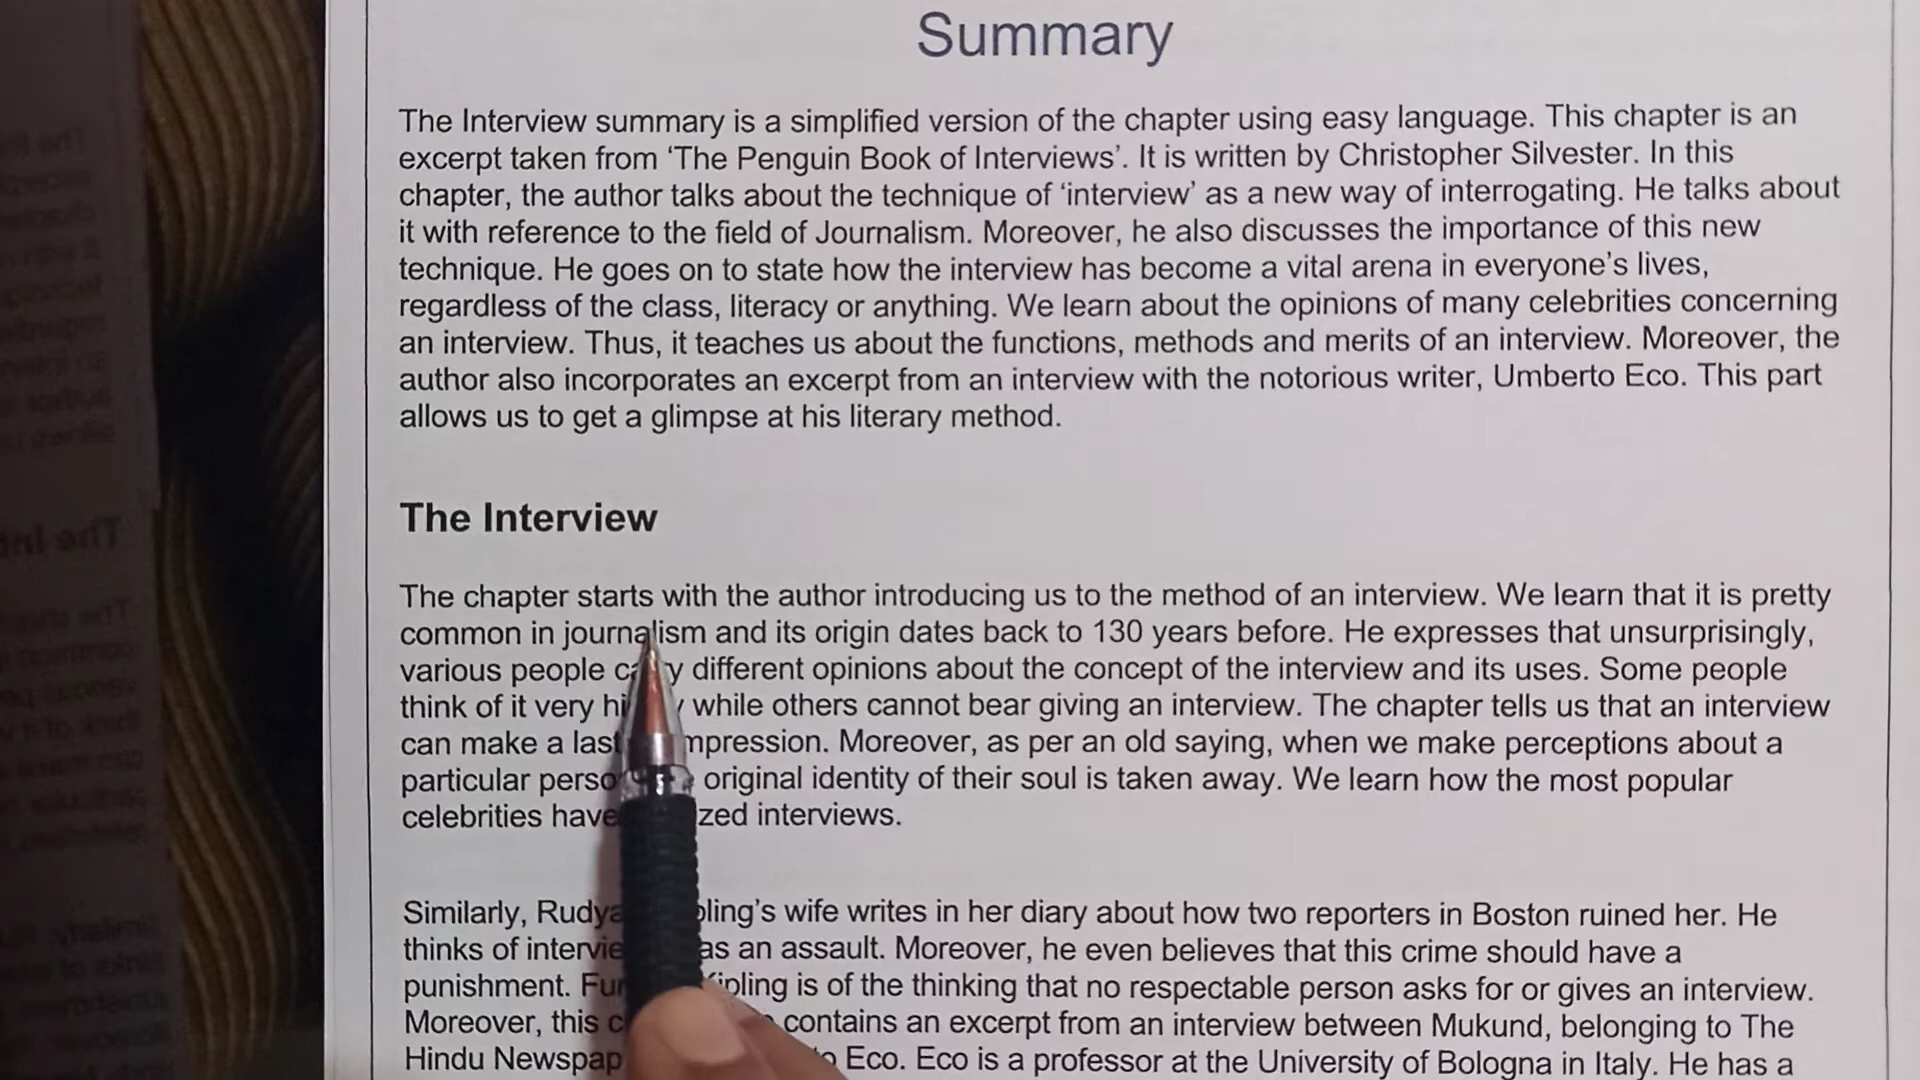 Summary
The Interview summary is a simplified version of the chapter using easy language. This chapter is an
excerpt taken from ‘The Penguin Book of Interviews’. It is written by Christopher Silvester. In this
chapter, the author talks about the technique of ‘interview’ as a new way of interrogating. He talks about
it with reference to the field of Journalism. Moreover, he also discusses the importance of this new
technique. He goes on to state how the interview has become a vital arena in everyone’s lives,
regardless of the class, literacy or anything. We learn about the opinions of many celebrities concerning
an interview. Thus, it teaches us about the functions, methods and merits of an interview. Moreover, the
author also incorporates an excerpt from an interview with the notorious writer, Umberto Eco. This part
allows us to get a glimpse at his literary method.
The Interview
The chapter starts with the author introducing us to the method of an interview. We learn that it is pretty
common in journalism and its origin dates back to 130 years before. He expresses that unsurprisingly,
various people different opinions about the concept of the interview and its uses. Some people
think of it very while others cannot bear giving an interview. The chapter tells us that an interview
can make a impression. Moreover, as per an old saying, when we make perceptions about a
particular original identity of their soul is taken away. We learn how the most popular
celebrities have interviews.
Similarly, wife writes in her diary about how two reporters in Boston ruined her. He
thinks of as an assault. Moreover, he even believes that this crime should have a
punishment. Kipling is of the thinking that no respectable person asks for or gives an interview.
Moreover, this contains an excerpt from an interview between Mukund, belonging to The
Hindu Eco. Eco is a professor at the University of Bologna in Italy. He has a